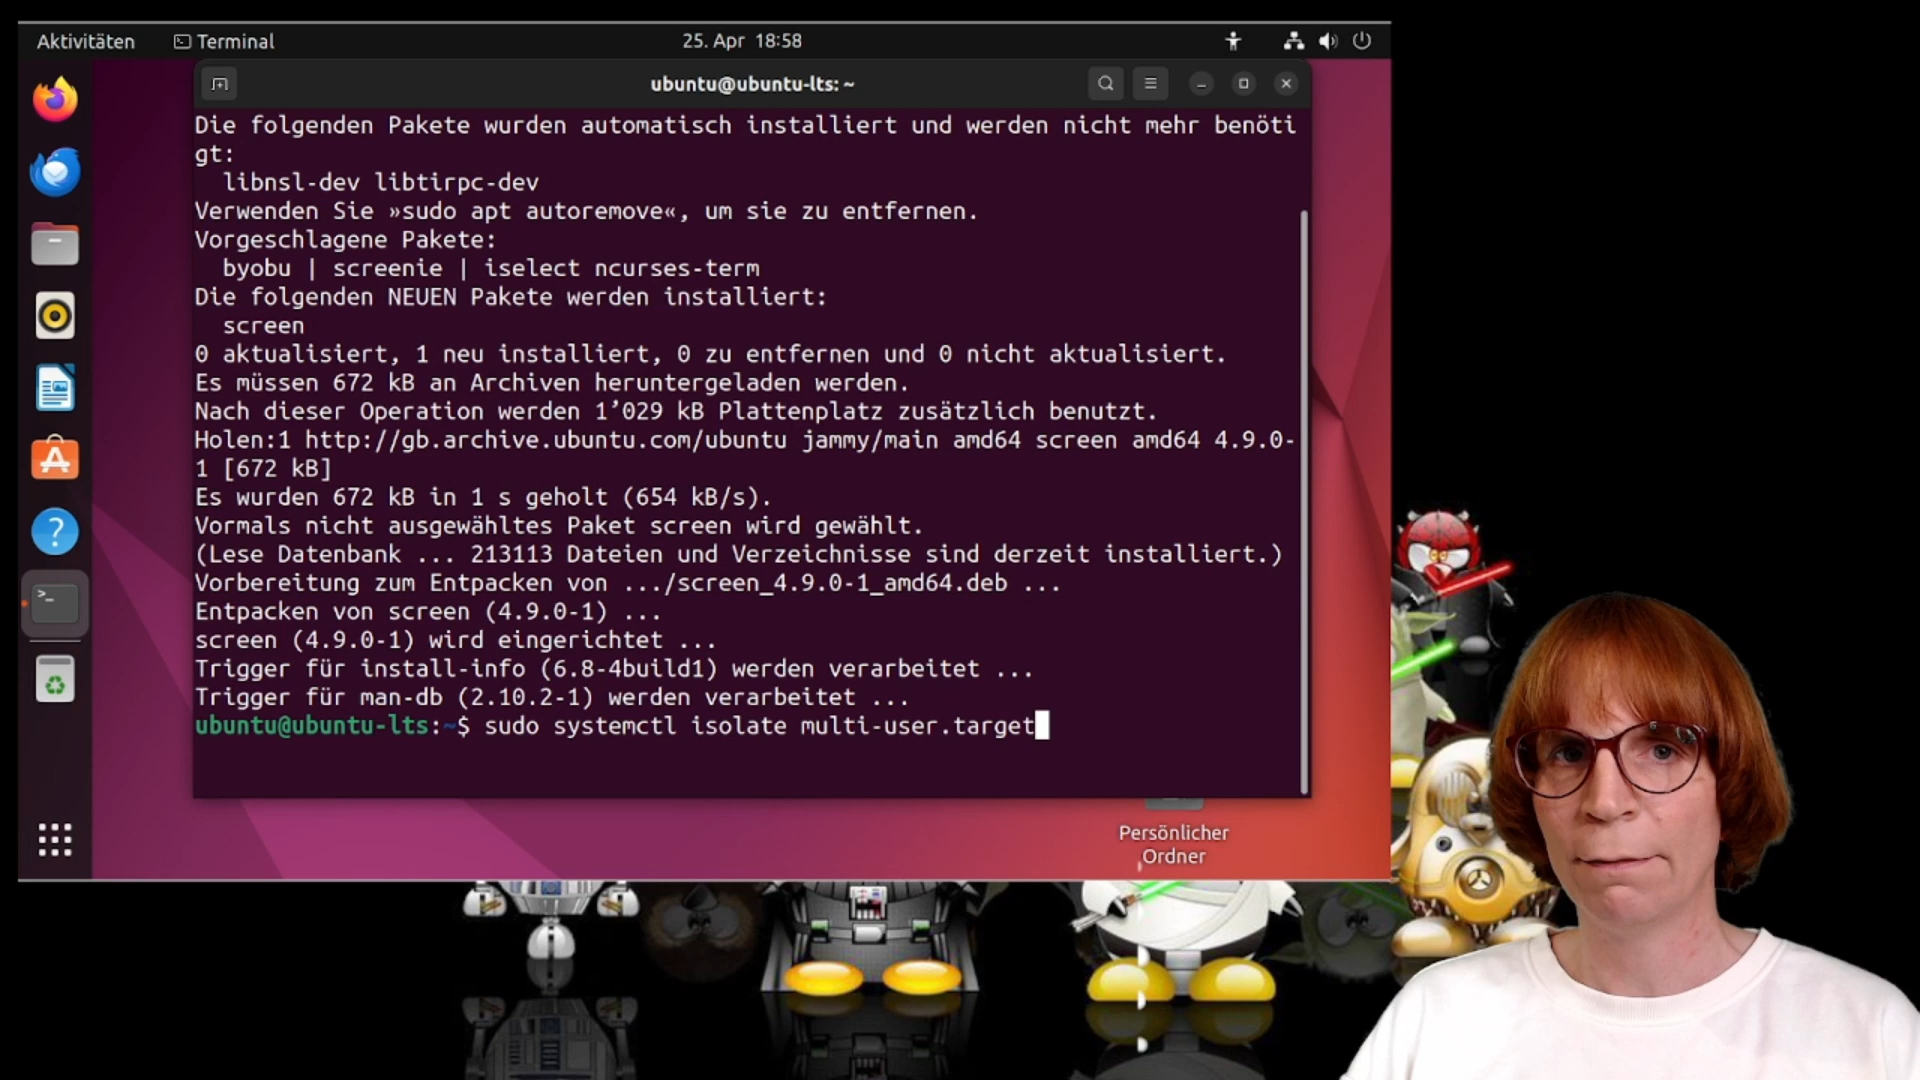 Aktivitäten
Terminal
25. Apr 18:58
ubuntu@ubuntu-lts: ~
Die folgenden Pakete wurden automatisch installiert und werden nicht mehr benöti
gt:
libnsl-dev libtirpc-dev
Verwenden Sie »sudo apt autoremove«, um sie zu entfernen.
Vorgeschlagene Pakete:
byobu | screenie | iselect ncurses-term
Die folgenden NEUEN Pakete werden installiert:
screen
0 aktualisiert, 1 neu installiert, 0 zu entfernen und 0 nicht aktualisiert.
Es müssen 672 kB an Archiven heruntergeladen werden.
Nach dieser Operation werden 1’029 kB Plattenplatz zusätzlich benutzt.
Holen:1 http://gb.archive.ubuntu.com/ubuntu jammy/main amd64 screen amd64 4.9.0-
1 [672 kB]
Es wurden 672 kB in 1 s geholt (654 kB/s).
Vormals nicht ausgewähltes Paket screen wird gewählt.
(Lese Datenbank ... 213113 Dateien und Verzeichnisse sind derzeit installiert.)
Vorbereitung zum Entpacken von .../screen_4.9.0-1_amd64.deb ...
Entpacken von screen (4.9.0-1) ...
screen (4.9.0-1) wird eingerichtet ...
Trigger für install-info (6.8-4build1) werden verarbeitet ...
Trigger für man-db (2.10.2-1) werden verarbeitet ...
ubuntu@ubuntu-lts:~$ sudo systemctl isolate multi-user.target
Persönlicher
Ordner